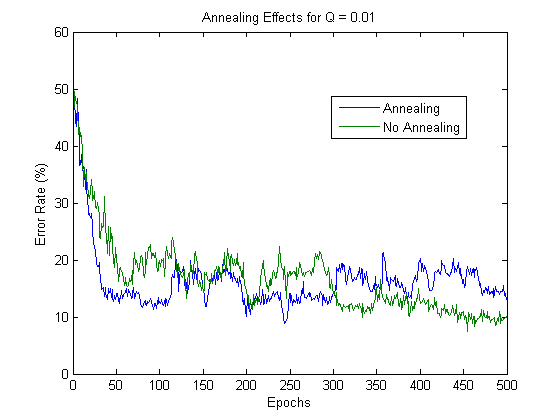 Annealing Effects for Q = 0.01
60
50
40
30
20
10
0
Error Rate (%)
Annealing
No Annealing
0 50 100 150 200 250 300 350 400 450 500
Epochs